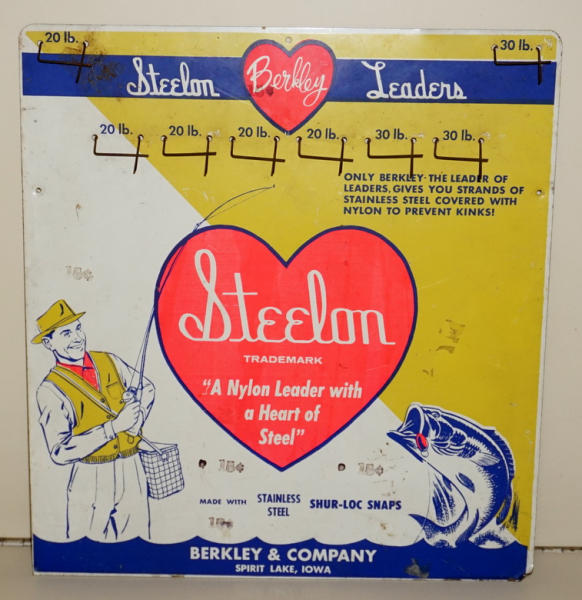 20 lb.
30 lb.
Steelon Berkley Leaders
20 lb. 20 lb. 20 lb. 20 lb. 30 lb. 30 lb.
ONLY BERKLEY-THE LEADER OF
LEADERS, GIVES YOU STRANDS OF
STAINLESS STEEL COVERED WITH
NYLON TO PREVENT KINKS!
15¢
Steelon
TRADEMARK
"A Nylon Leader with
a Heart of
Steel"
15¢ 15¢
MADE WITH STAINLESS STEEL SHUR-LOC SNAPS
BERKLEY & COMPANY
SPIRIT LAKE, IOWA